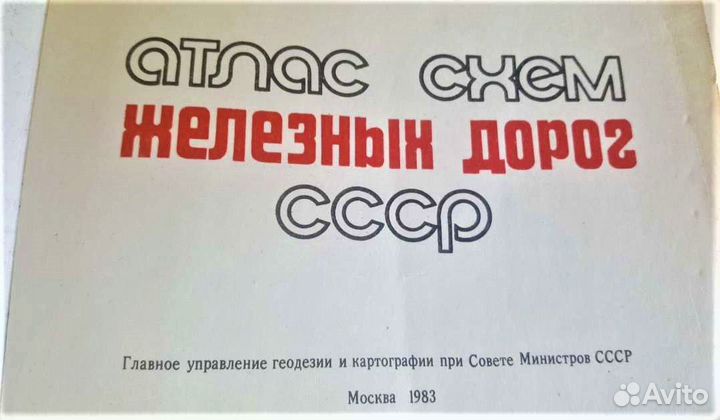 атлас схем
железных дорог
ссср
Главное управление геодезии и картографии при Совете Министров СССР
Москва 1983
Avito